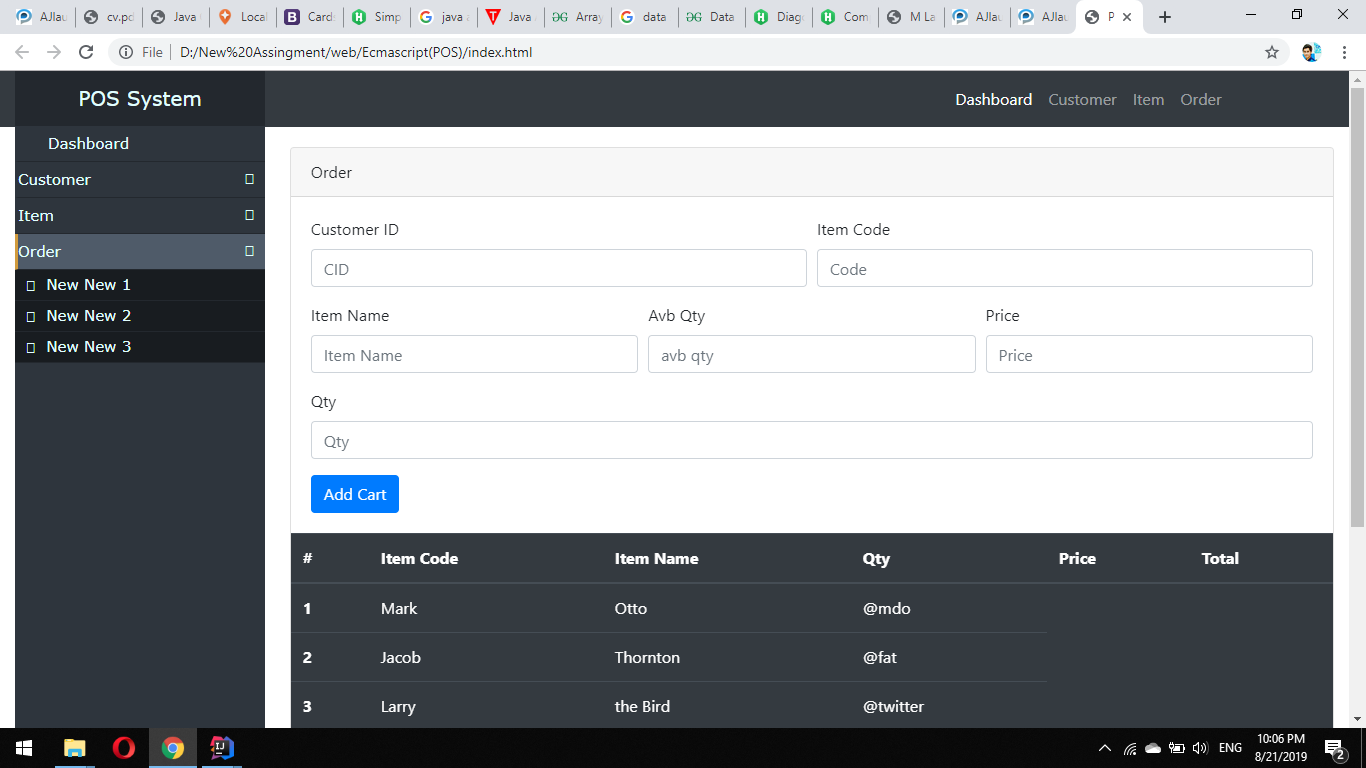 AJlau cv.pd Java Local Card Simp java a Java Array data Data Diag Com M La AJlau AJlau P
File D:/New%20Assingment/web/Ecmascript(POS)/index.html
POS System
Dashboard Customer Item Order
Dashboard
Customer
Item
Order
New New 1
New New 2
New New 3
Order
Customer ID Item Code
CID Code
Item Name Avb Qty Price
Item Name avb qty Price
Qty
Qty
Add Cart
# Item Code Item Name Qty Price Total
1 Mark Otto @mdo
2 Jacob Thornton @fat
3 Larry the Bird @twitter
ENG
10:06 PM
8/21/2019
2